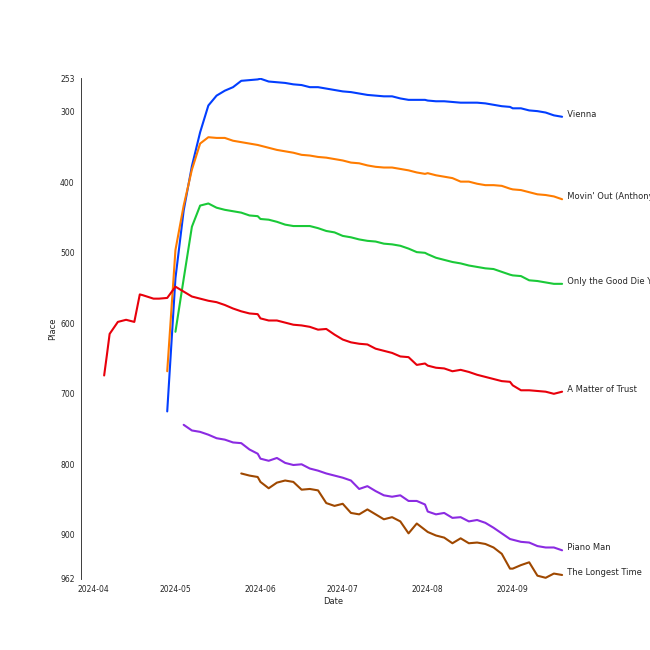 253
300
400
500
600
700
800
900
962
Place
2024-04
2024-05
2024-06
2024-07
2024-08
2024-09
Date
Vienna
Movin' Out (Anthony
Only the Good Die Y
A Matter of Trust
Piano Man
The Longest Time